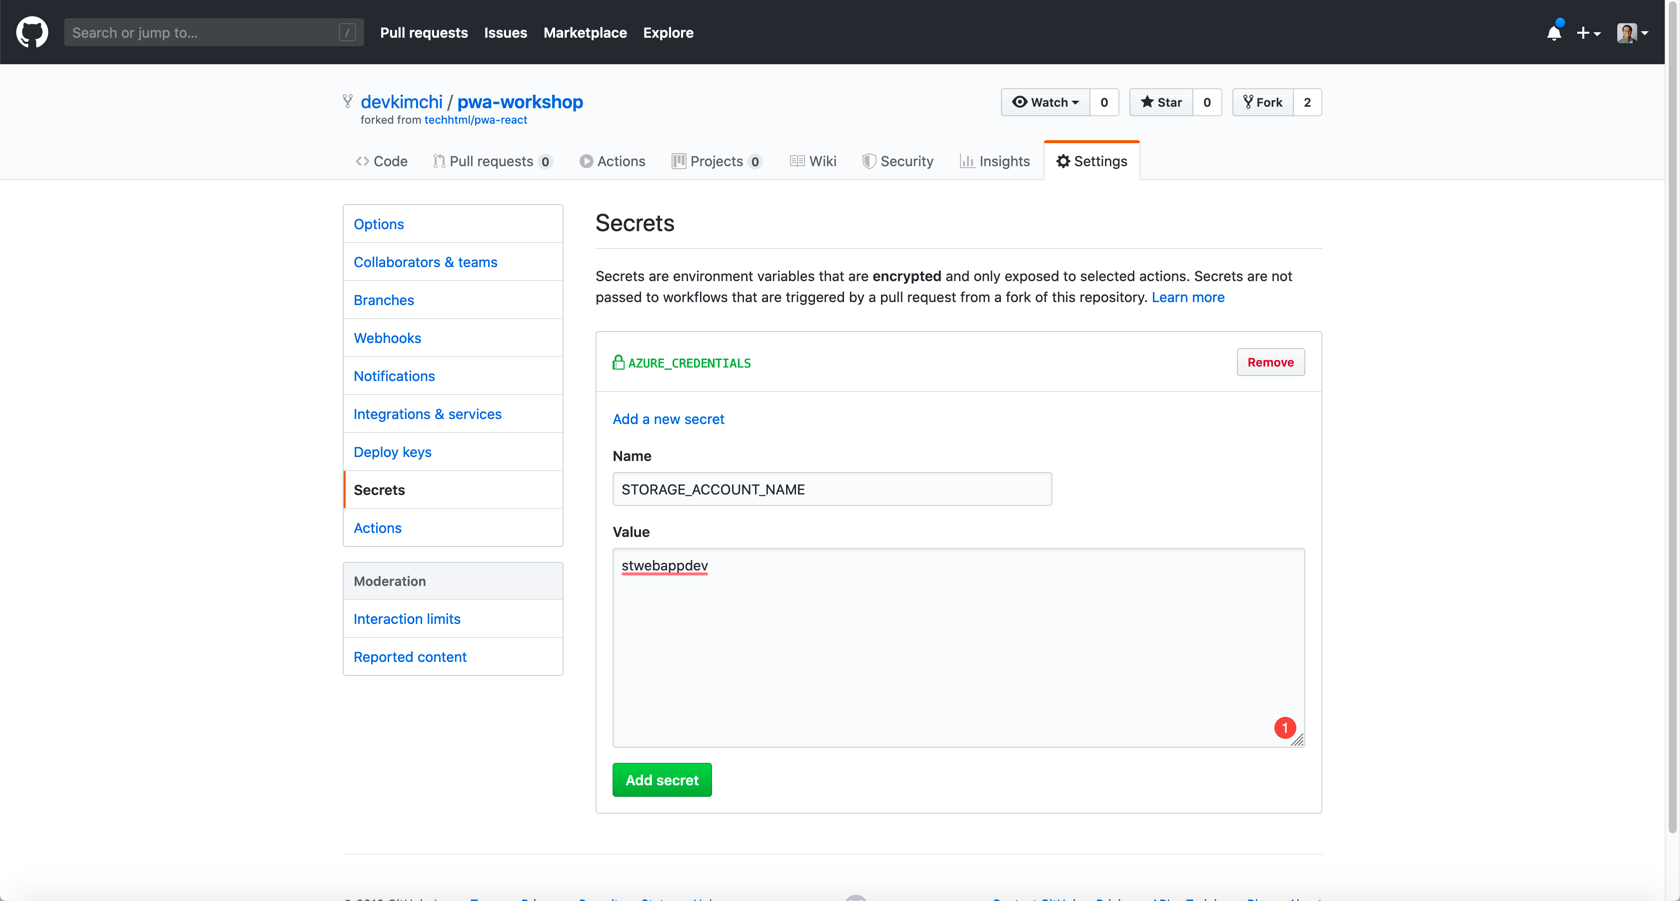 Search or jump to... /
Pull requests Issues Marketplace Explore
devkimchi / pwa-workshop
forked from techhtml/pwa-react
Watch 0 Star 0 Fork 2
Code Pull requests 0 Actions Projects 0 Wiki Security Insights Settings
Options
Collaborators & teams
Branches
Webhooks
Notifications
Integrations & services
Deploy keys
Secrets
Actions
Moderation
Interaction limits
Reported content
Secrets
Secrets are environment variables that are encrypted and only exposed to selected actions. Secrets are not
passed to workflows that are triggered by a pull request from a fork of this repository. Learn more
AZURE_CREDENTIALS Remove
Add a new secret
Name
STORAGE_ACCOUNT_NAME
Value
stwebappdev
1
Add secret